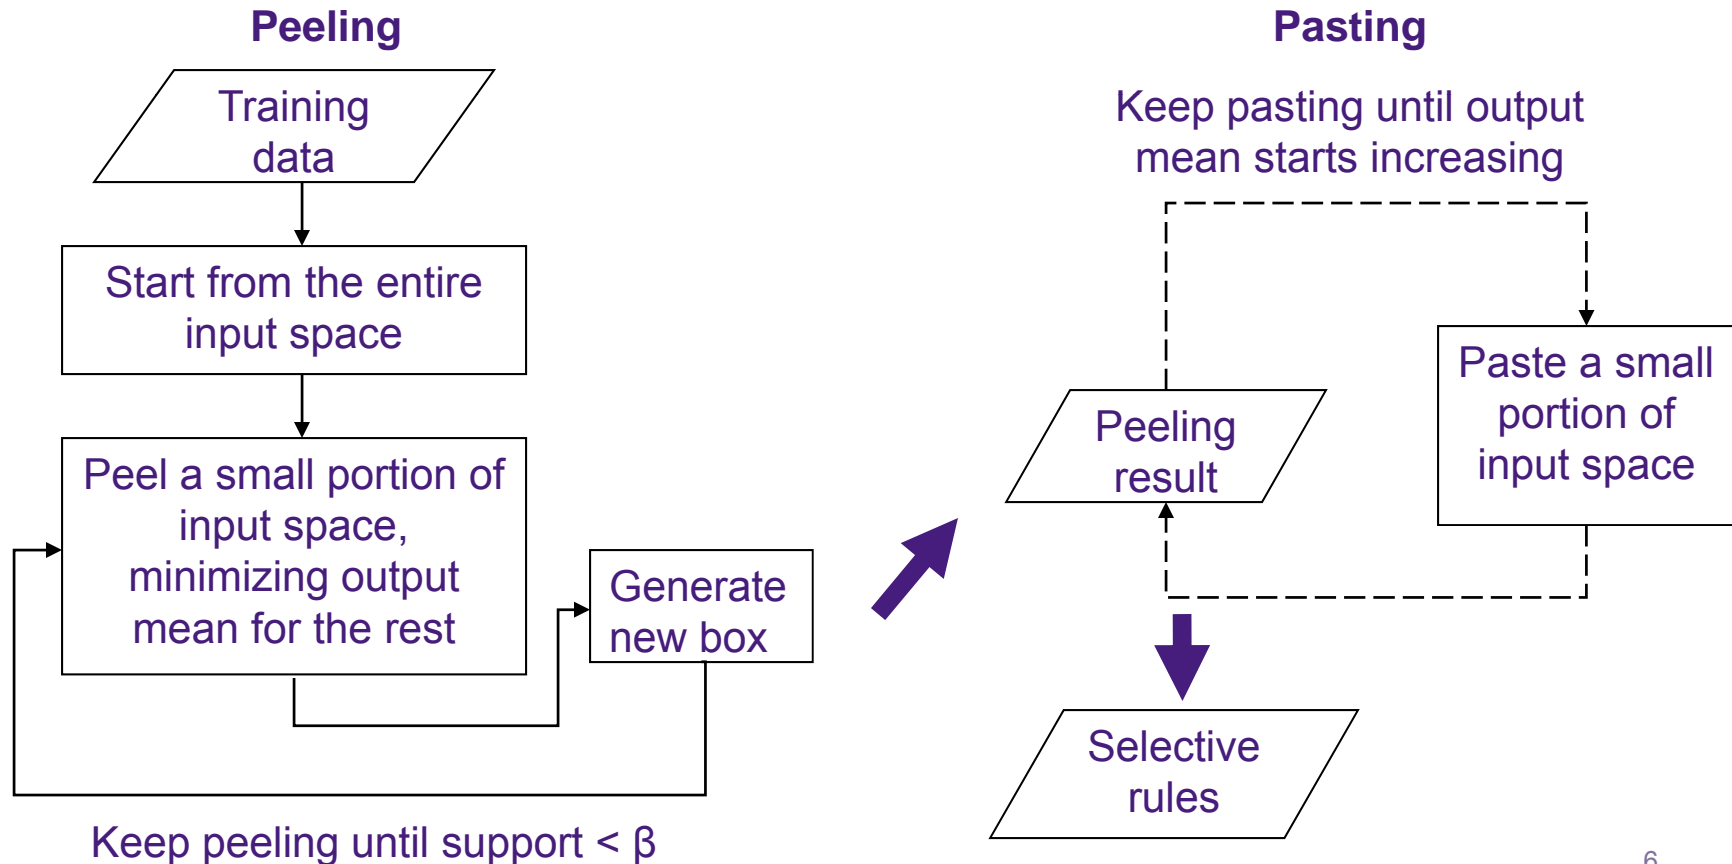 Peeling
Training
data
Start from the entire
input space
Peel a small portion of
input space,
minimizing output
mean for the rest
Generate
new box
Keep peeling until support < β
Pasting
Keep pasting until output
mean starts increasing
Peeling
result
Paste a small
portion of
input space
Selective
rules
6